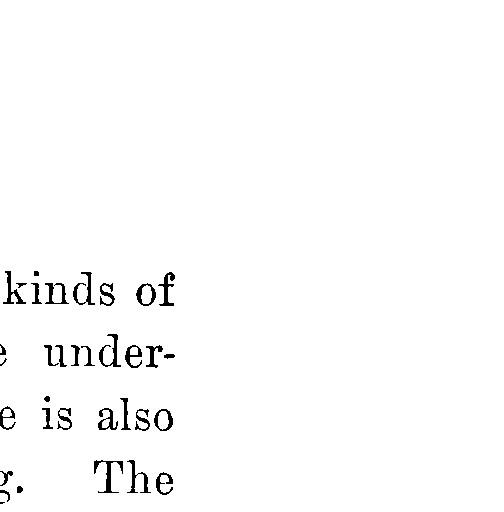 kinds of
e under-
e is also
g. The